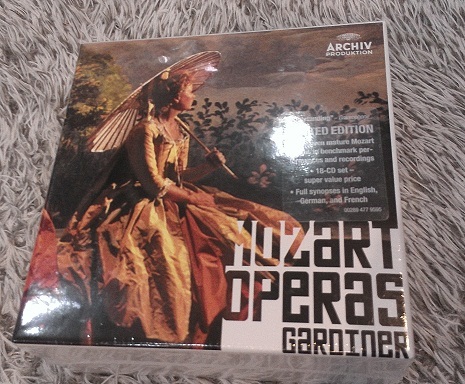 ARCHIV
PRODUKTION
EDITION
mature Mozart
benchmark per-
and recordings
• 18-CD set –
super value price
• Full synopses in English,
German, and French
MOZART
OPERAS
GARDINER